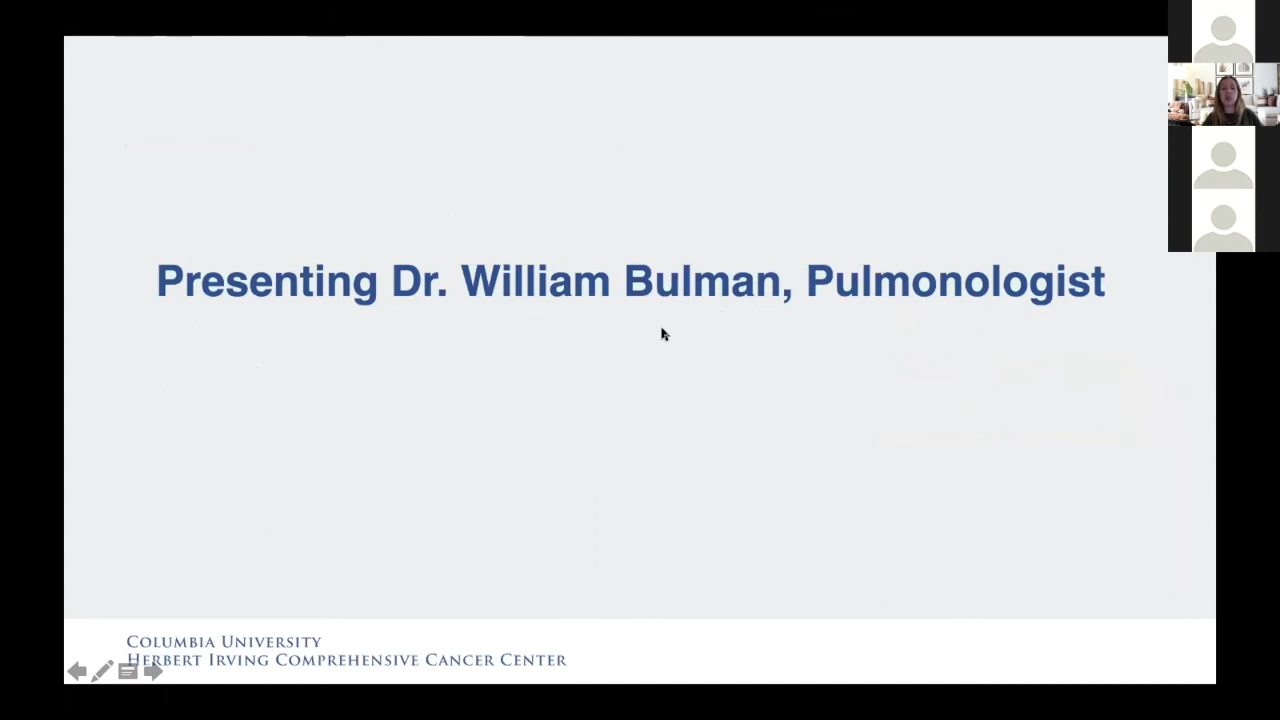 Presenting Dr. William Bulman, Pulmonologist
Columbia University
Herbert Irving Comprehensive Cancer Center